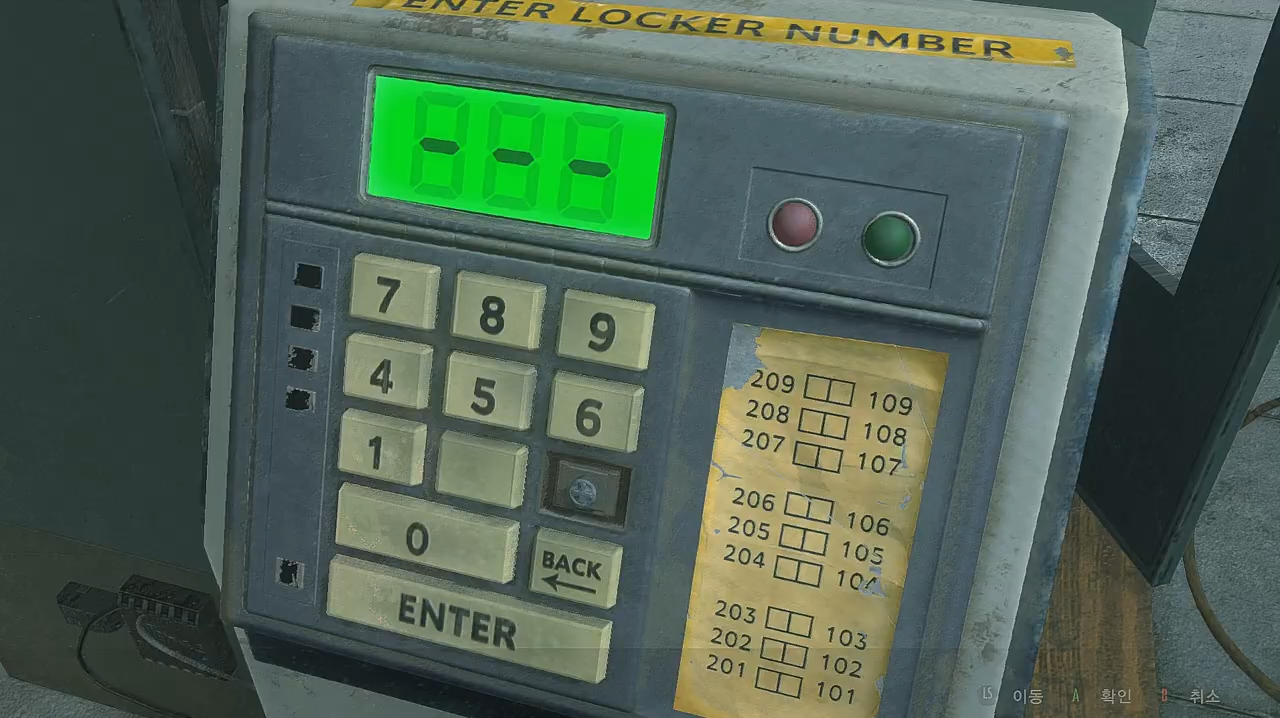 ENTER LOCKER NUMBER
---
7 8 9
4 5 6
1
0 BACK
ENTER
209 109
208 108
207 107
206 106
205 105
204 104
203 103
202 102
201 101
LS 이동 A 확인 B 취소